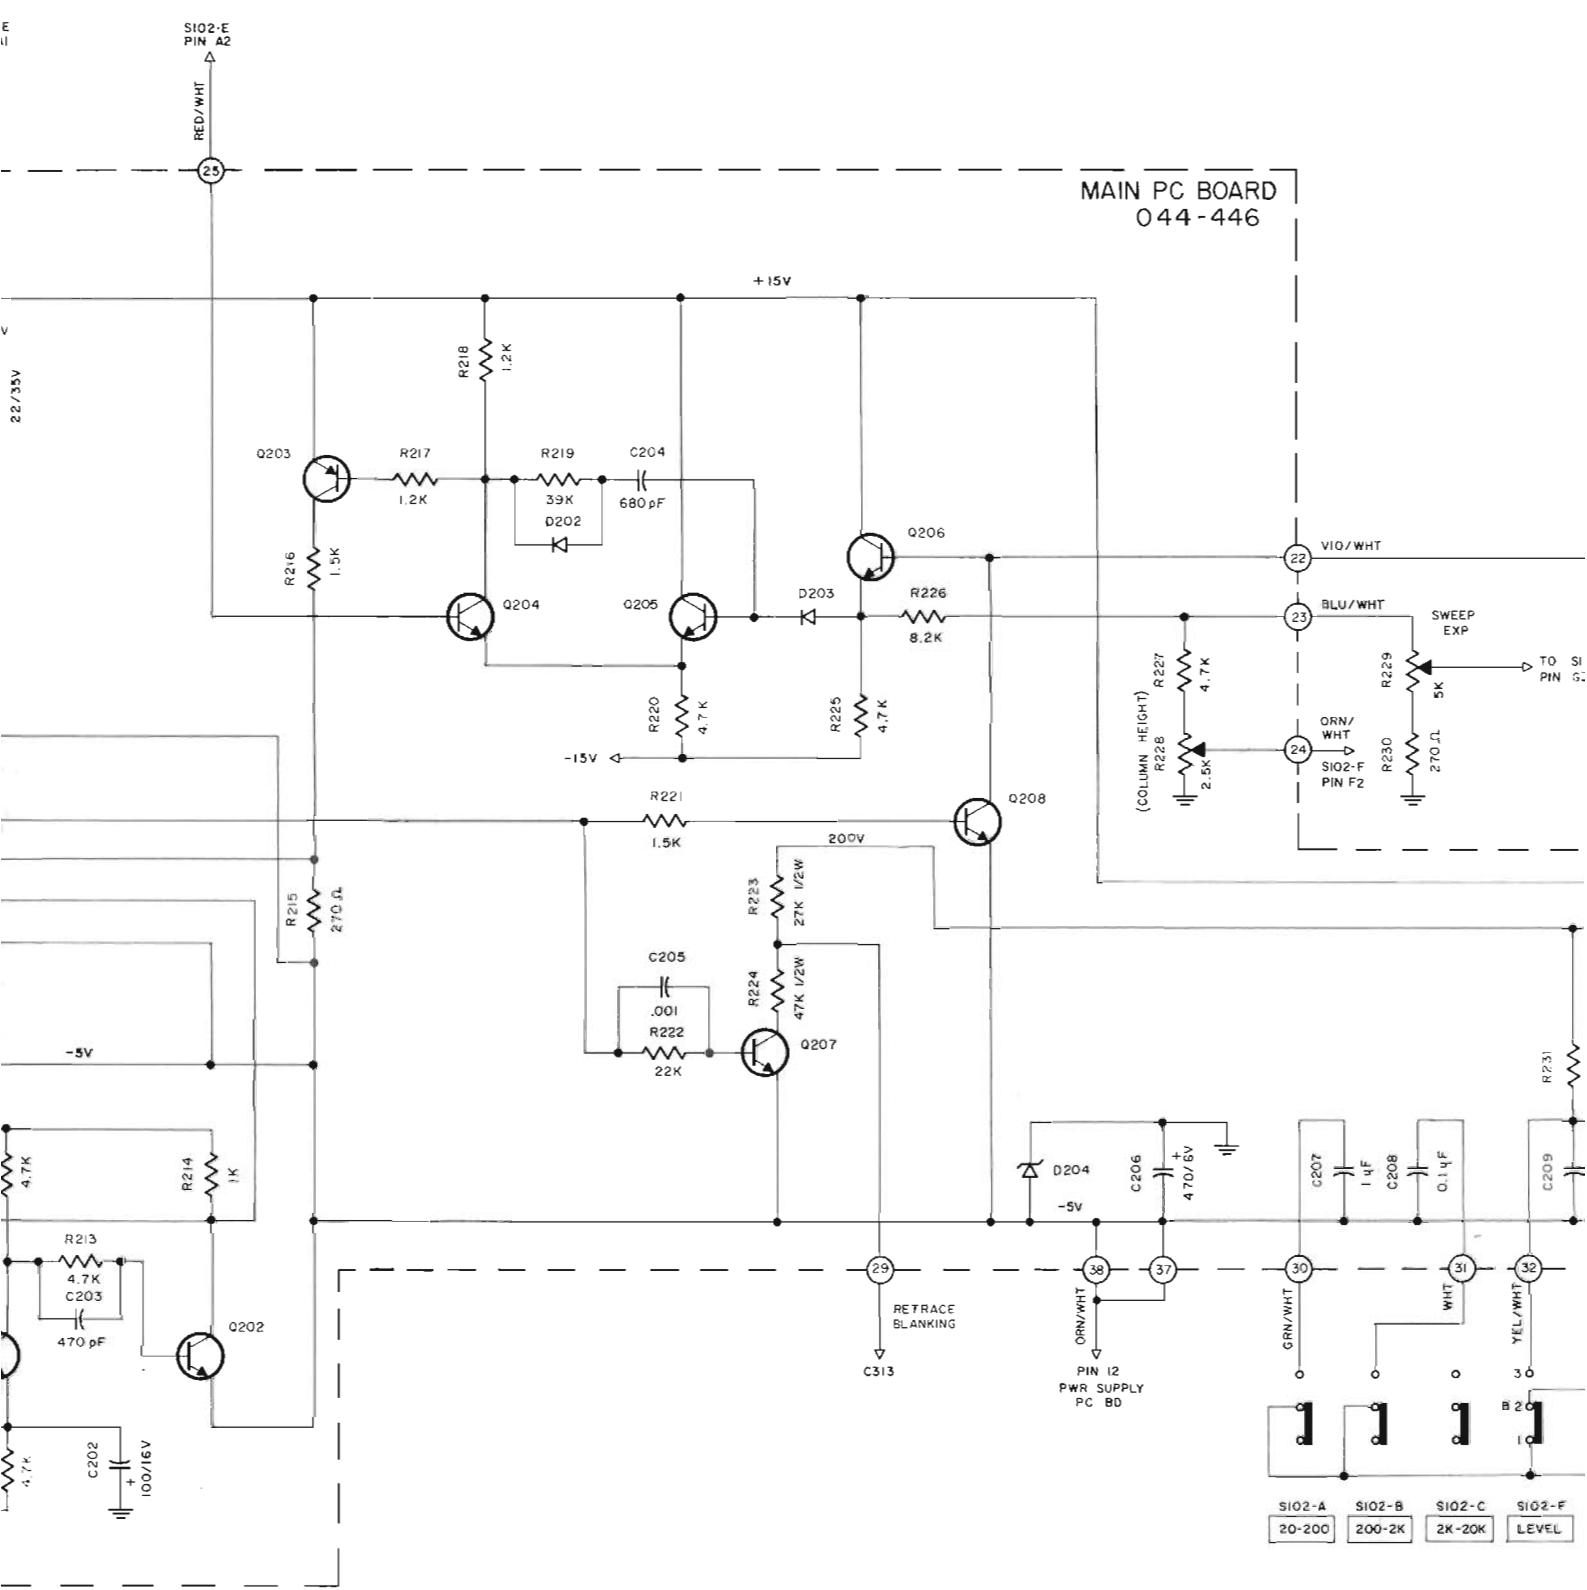 S102-E
PIN A2
RED/WHT
25
MAIN PC BOARD
044-446
+15V
22/35V
R218
1.2K
Q203
R217
1.2K
R219
39K
D202
C204
680pF
R216
1.5K
Q204
Q205
D203
Q206
R226
8.2K
22
VIO/WHT
23
BLU/WHT
SWEEP
EXP
R227
4.7K
R229
5K
TO
PIN
R220
4.7K
R225
4.7K
-15V
(COLUMN HEIGHT)
R228
2.5K
24
ORN/
WHT
S102-F
PIN F2
R230
270Ω
R221
1.5K
Q208
200V
R223
27K 1/2W
R215
270Ω
C205
.001
R222
22K
R224
47K 1/2W
Q207
-5V
R231
4.7K
R214
1K
D204
C206
+
470/6V
-5V
C207
1µF
C208
0.1µF
C209
R213
4.7K
C203
470pF
Q202
29
38
37
30
31
32
RETRACE
BLANKING
C313
ORN/WHT
PIN 12
PWR SUPPLY
PC BD
GRN/WHT
WHT
YEL/WHT
3
B 2
1
C202
+
100/16V
4.7K
S102-A
20-200
S102-B
200-2K
S102-C
2K-20K
S102-F
LEVEL